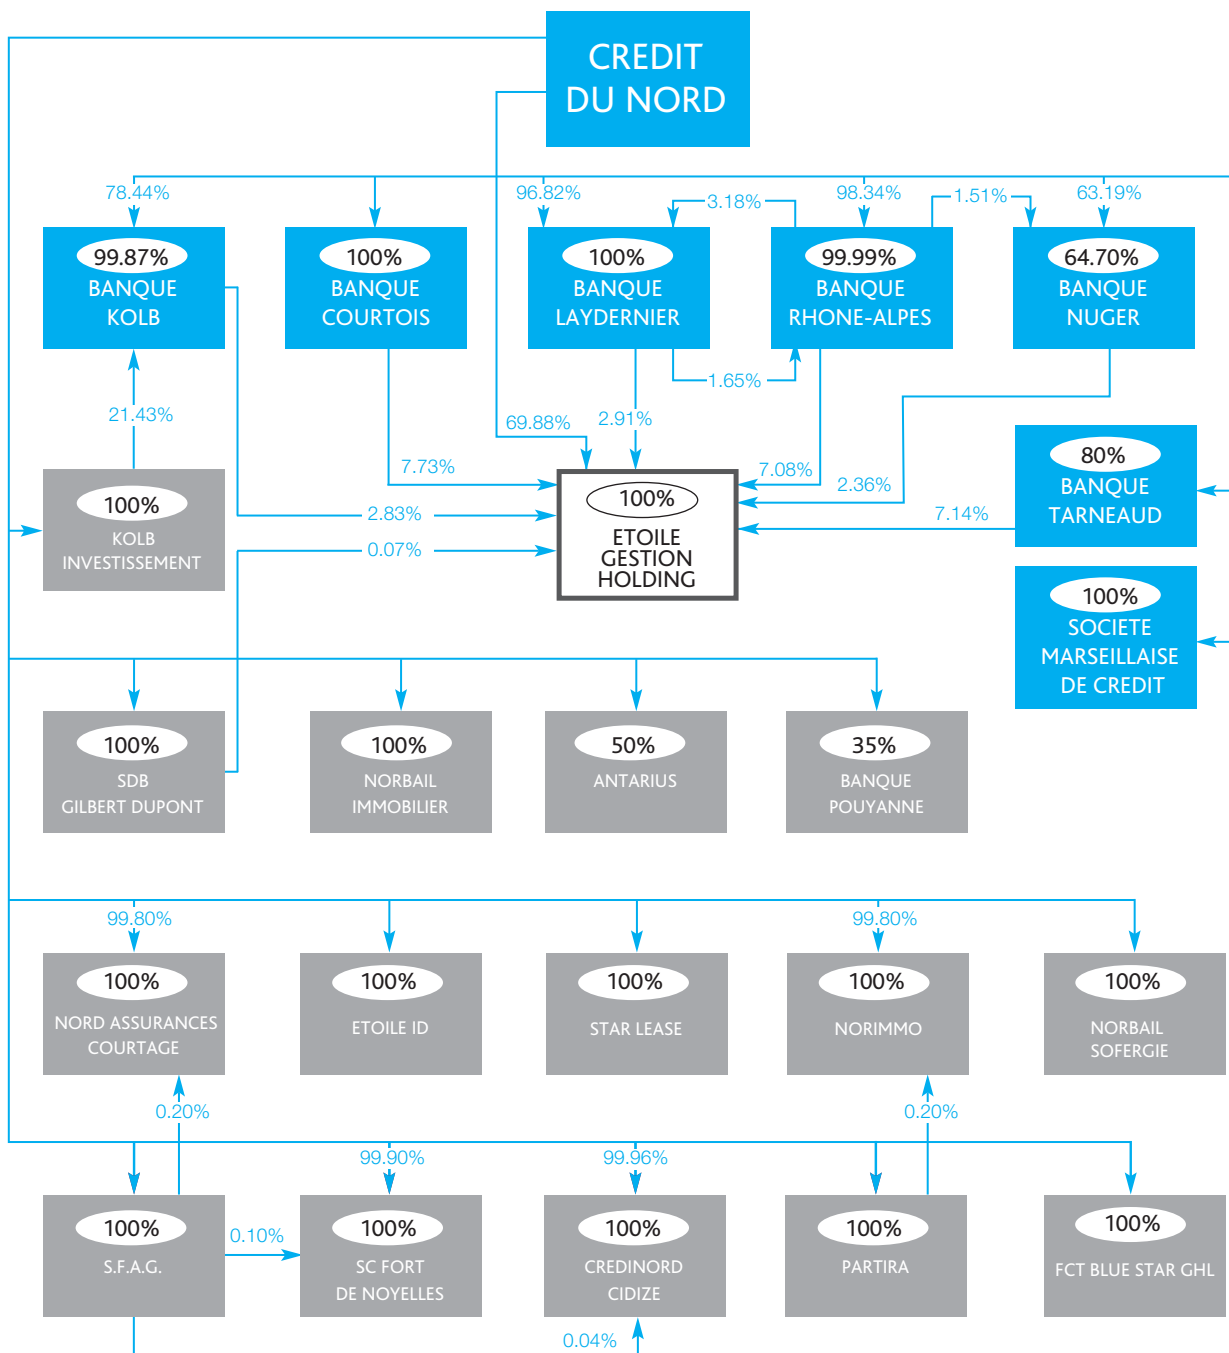 CREDIT
DU NORD
78.44%
96.82%
3.18%
98.34%
1.51%
63.19%
99.87%
BANQUE
KOLB
100%
BANQUE
COURTOIS
100%
BANQUE
LAYDERNIER
99.99%
BANQUE
RHONE-ALPES
64.70%
BANQUE
NUGER
1.65%
21.43%
69.88%
2.91%
7.73%
7.08%
2.36%
2.83%
7.14%
0.07%
100%
KOLB
INVESTISSEMENT
100%
ETOILE
GESTION
HOLDING
80%
BANQUE
TARNEAUD
100%
SOCIETE
MARSEILLAISE
DE CREDIT
100%
SDB
GILBERT DUPONT
100%
NORBAIL
IMMOBILIER
50%
ANTARIUS
35%
BANQUE
POUYANNE
99.80%
99.80%
100%
NORD ASSURANCES
COURTAGE
100%
ETOILE ID
100%
STAR LEASE
100%
NORIMMO
100%
NORBAIL
SOFERGIE
0.20%
0.20%
99.90%
99.96%
100%
S.F.A.G.
0.10%
100%
SC FORT
DE NOYELLES
100%
CREDINORD
CIDIZE
100%
PARTIRA
100%
FCT BLUE STAR GHL
0.04%